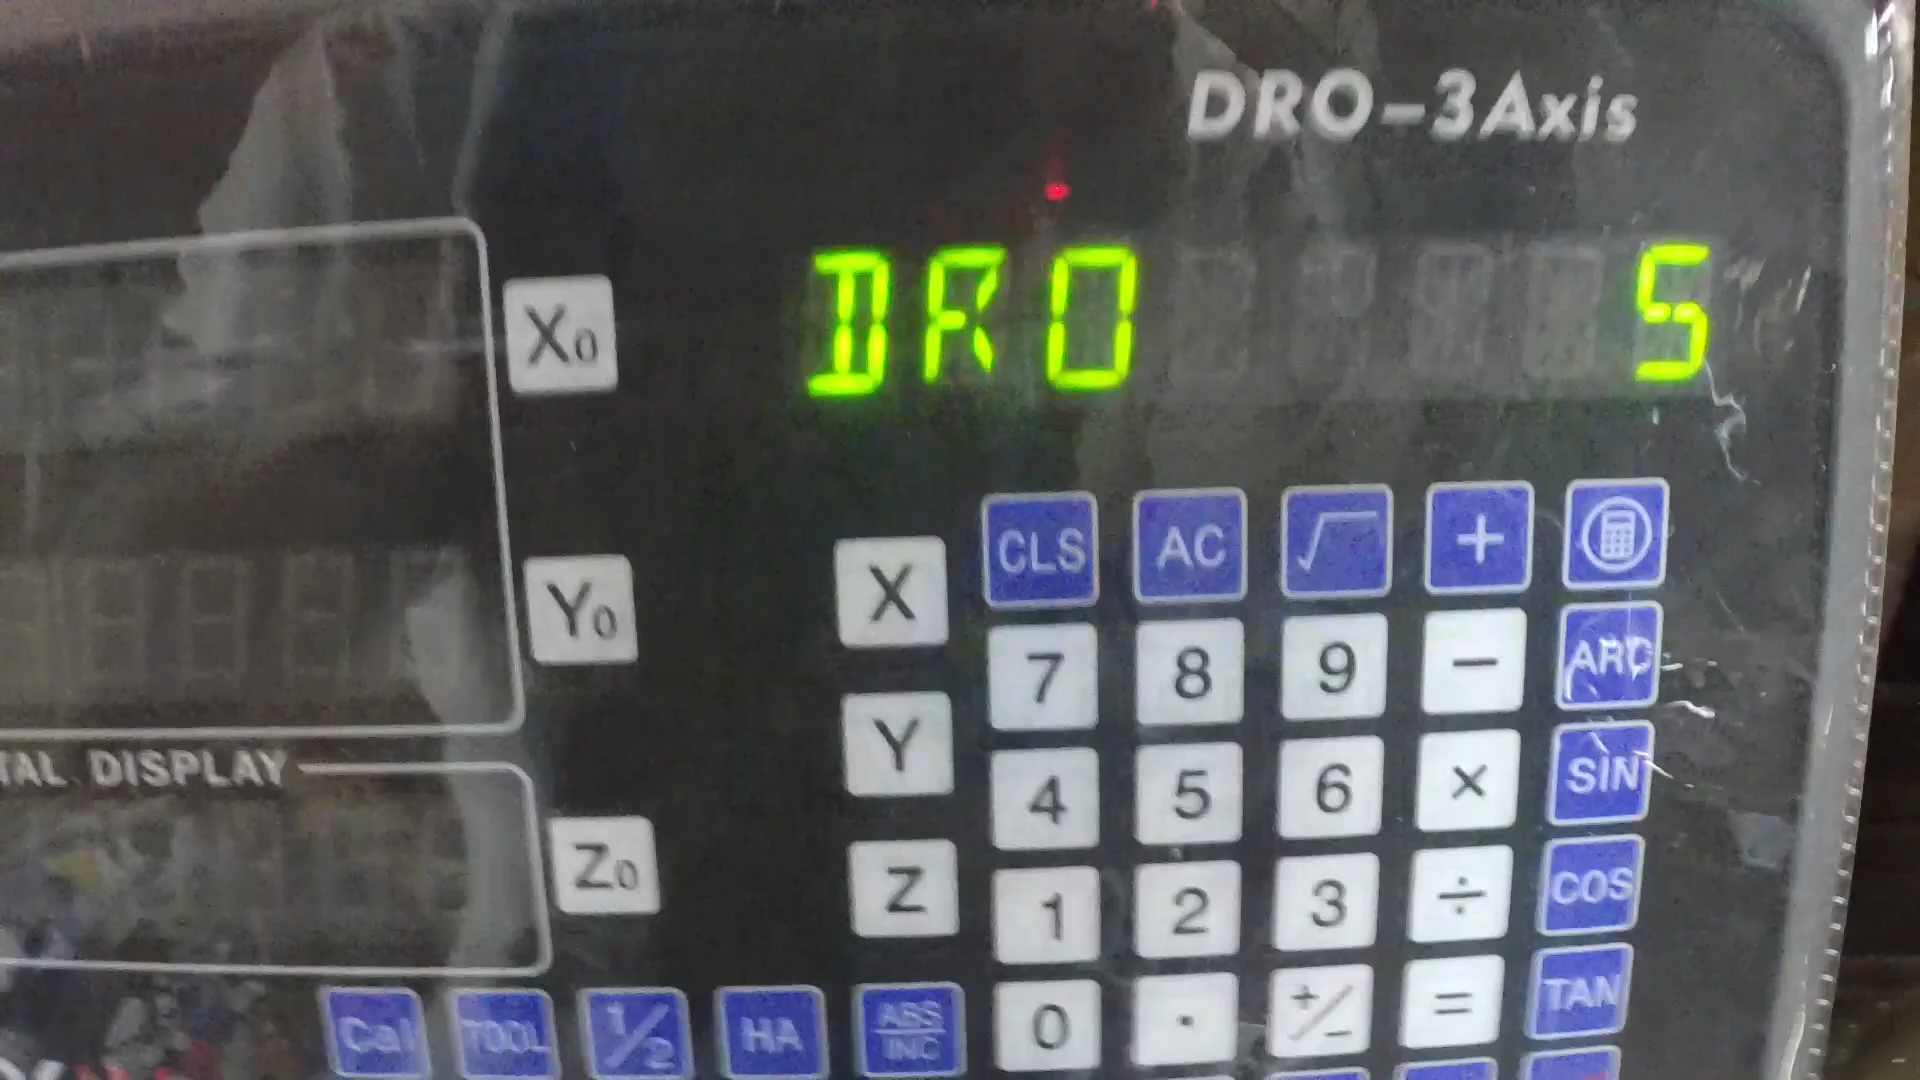 DRO-3Axis
DRO 5
X0
Y0
Z0
TAL DISPLAY
CLS AC √ +
X 7 8 9 - ARC
Y 4 5 6 × SIN
Z 1 2 3 ÷ COS
Cal TOOL 1/2 HA ABS/INC 0 . +/- = TAN